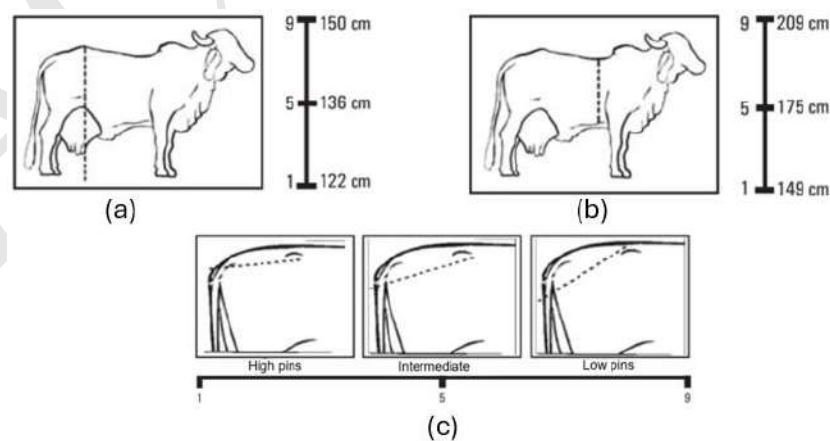 9 150 cm
5 136 cm
1 122 cm
(a)
9 209 cm
5 175 cm
1 149 cm
(b)
High pins Intermediate Low pins
1 5 9
(c)